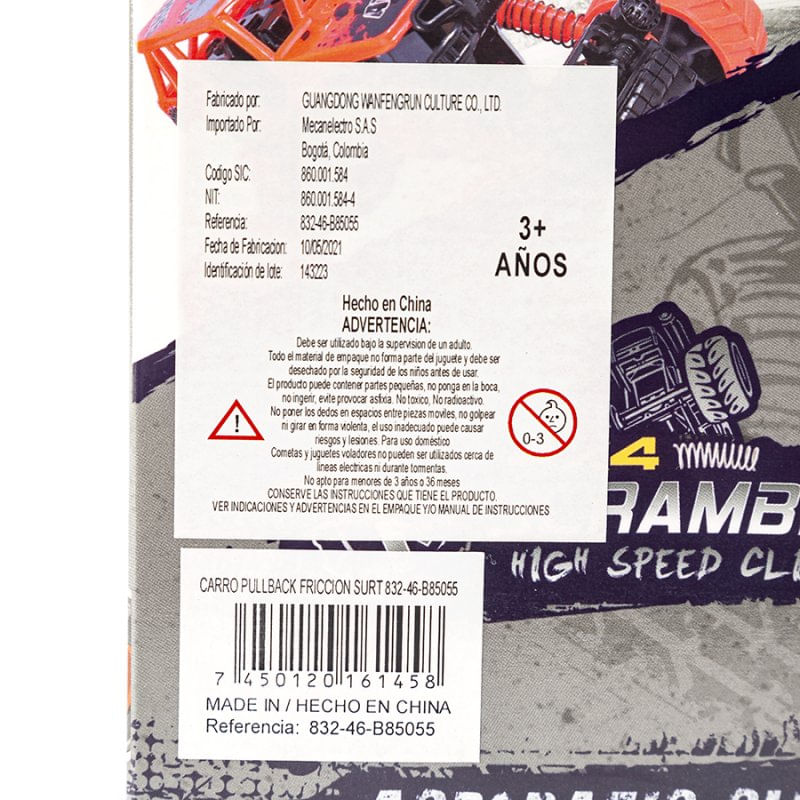 Fabricado por: GUANGDONG WANFENGRUN CULTURE CO., LTD.
Importado Por: Mecanelectro S.A.S
Bogotá, Colombia
Codigo SIC: 860.001.584
NIT: 860.001.584-4
Referencia: 832-46-B85055
Fecha de Fabricacion: 10/05/2021
Identificación de lote: 143223
3+
AÑOS
Hecho en China
ADVERTENCIA:
Debe ser utilizado bajo la supervision de un adulto.
Todo el material de empaque no forma parte del juguete y debe ser
desechado por la seguridad de los niños antes de usar.
El producto puede contener partes pequeñas, no ponga en la boca,
no ingerir, evite provocar asfixia. No toxico, No radioactivo.
No poner los dedos en espacios entre piezas moviles, no golpear
ni girar en forma violenta, el uso inadecuado puede causar
riesgos y lesiones. Para uso doméstico
Cometas y juguetes voladores no pueden ser utilizados cerca de
líneas electricas ni durante tormentas.
No apto para menores de 3 años o 36 meses
CONSERVE LAS INSTRUCCIONES QUE TIENE EL PRODUCTO.
VER INDICACIONES Y ADVERTENCIAS EN EL EMPAQUE Y/O MANUAL DE INSTRUCCIONES
!
0-3
4
RAMB
HIGH SPEED CLI
CARRO PULLBACK FRICCION SURT 832-46-B85055
7 450120 161458
MADE IN / HECHO EN CHINA
Referencia: 832-46-B85055